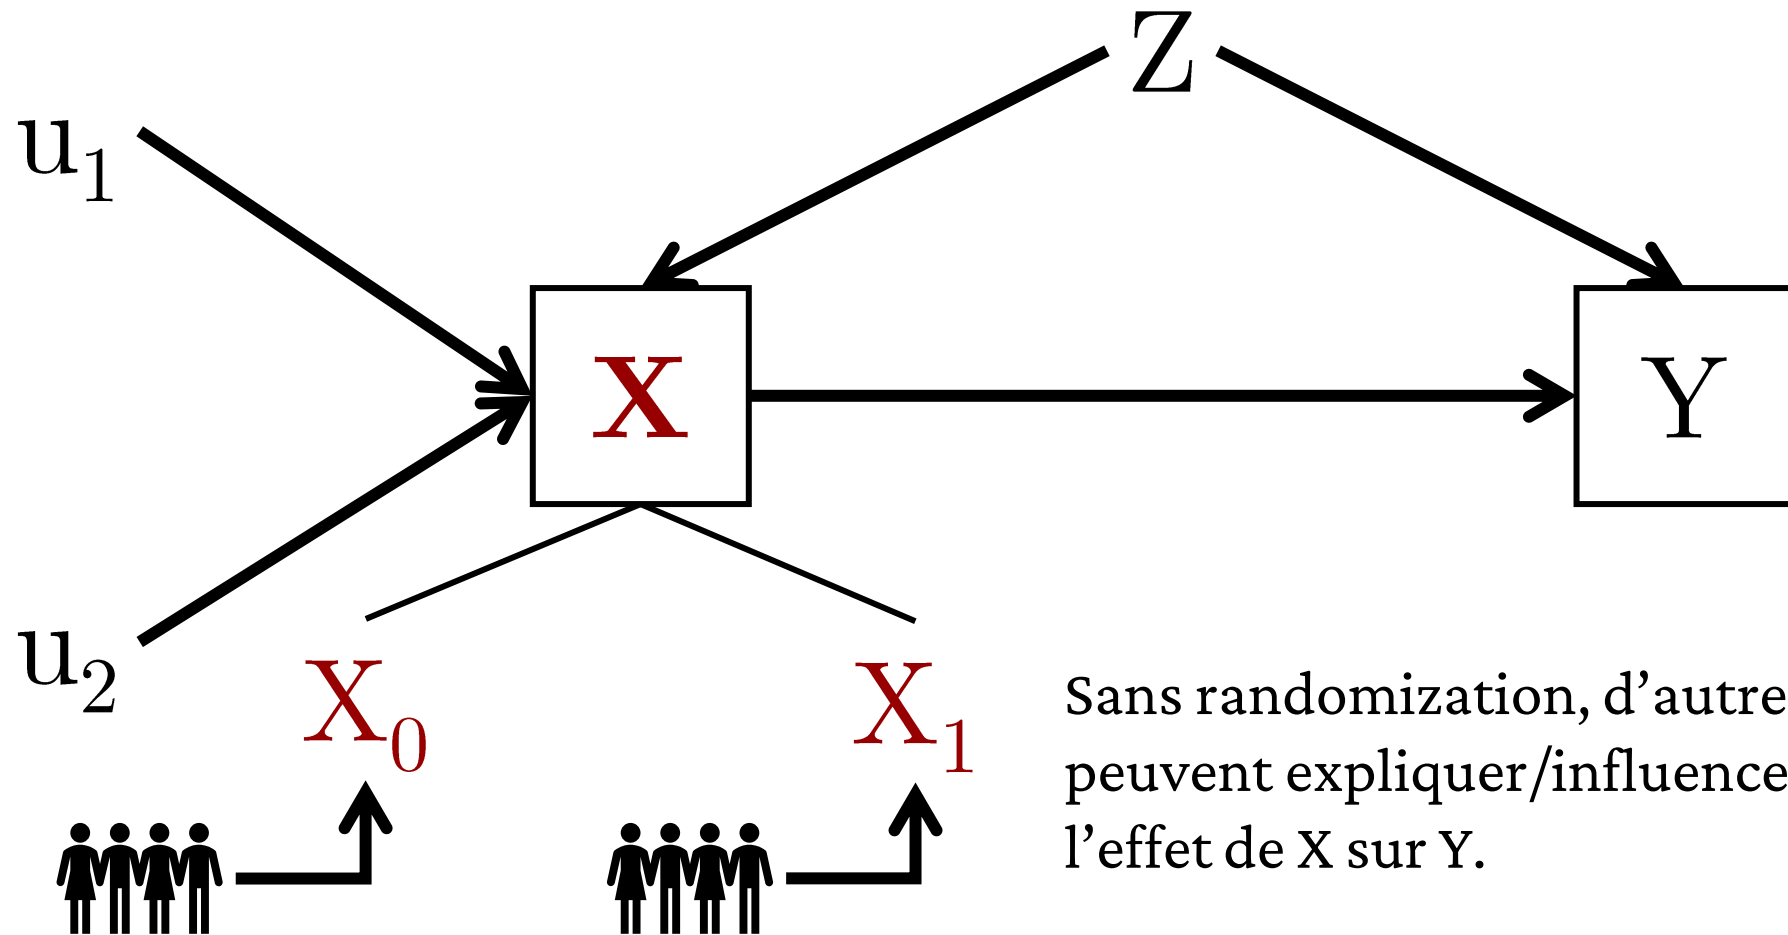 Z
u₁
X
Y
u₂
X₀
X₁
Sans randomization, d’autre
peuvent expliquer/influence
l’effet de X sur Y.